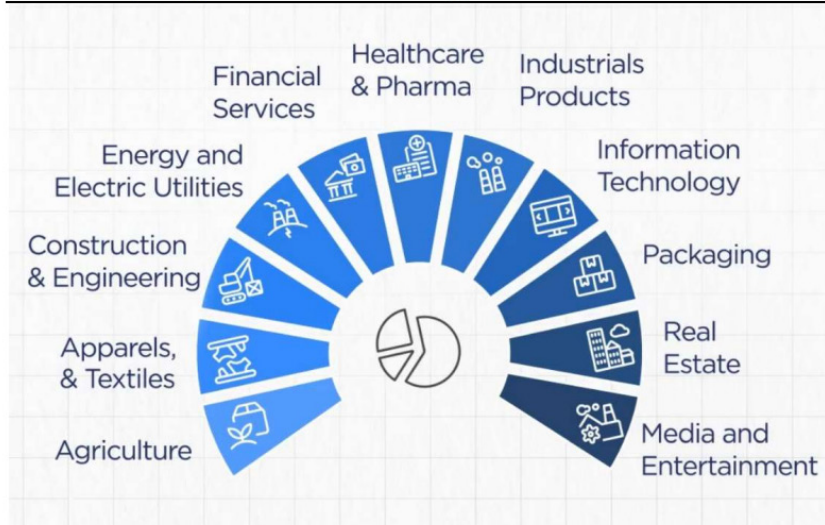 Healthcare
& Pharma
Financial
Services
Industrials
Products
Energy and
Electric Utilities
Information
Technology
Construction
& Engineering
Packaging
Apparels,
& Textiles
Real
Estate
Agriculture
Media and
Entertainment